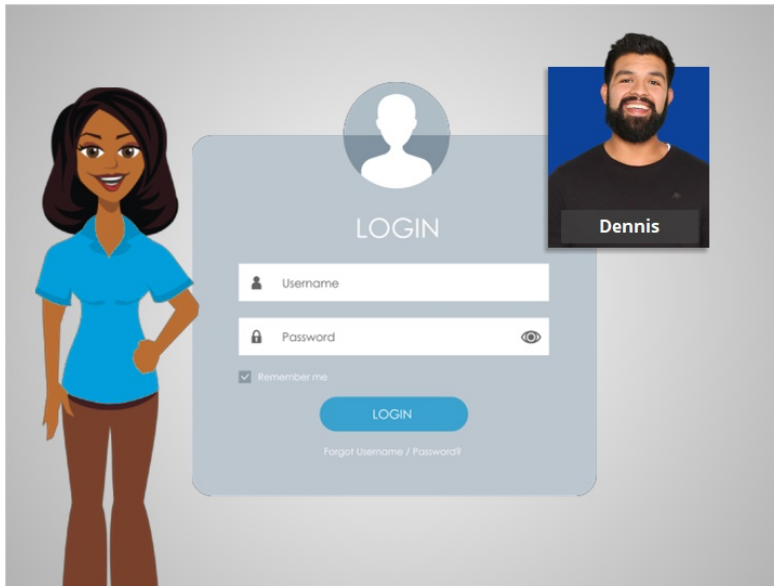 Dennis
LOGIN
Username
Password
Remember me
LOGIN
Forgot Username / Password?